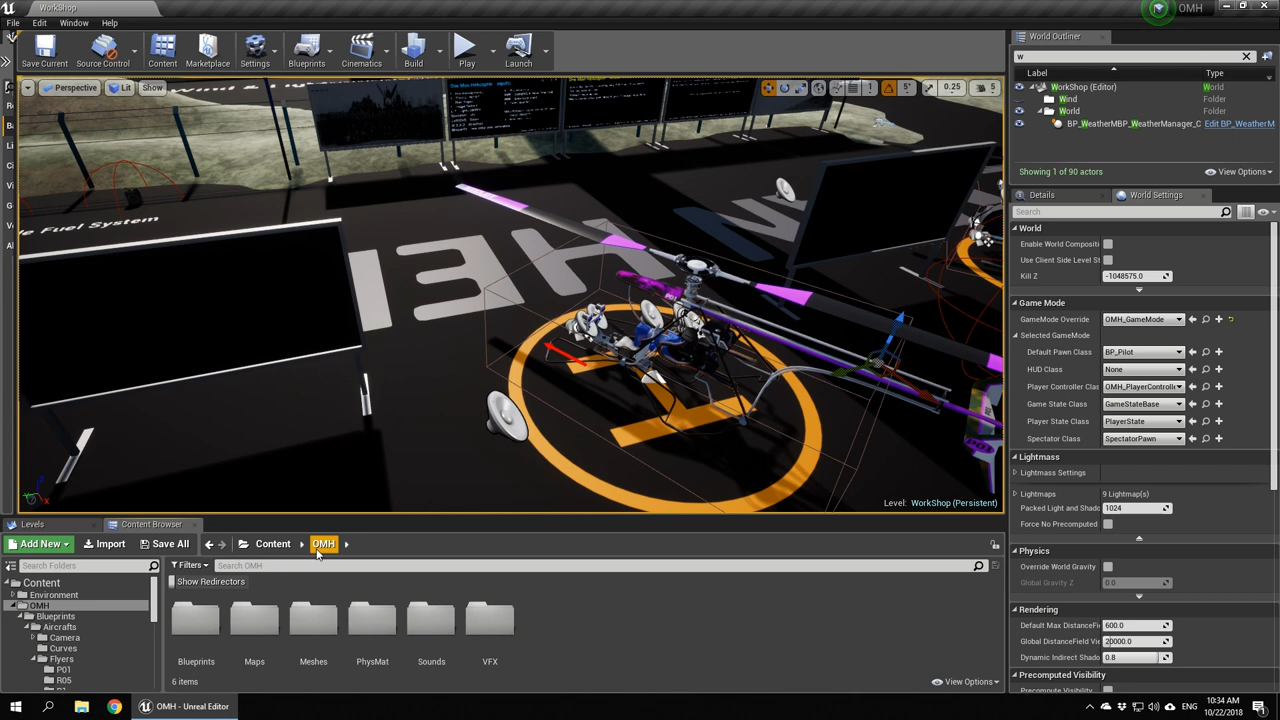 WorkShop
OMH
File Edit Window Help
Save Current Source Control Content Marketplace Settings Blueprints Cinematics Build Play Launch
Perspective Lit Show 5° 0.25 5
One Man Helicopter Inputs:
le Fuel System
HEI
Level: WorkShop (Persistent)
World Outliner
w
Label Type
WorkShop (Editor) World
Wind Folder
World Folder
BP_WeatherMBP_WeatherManager_C Edit BP_WeatherM
Showing 1 of 90 actors View Options
Details World Settings
Search
World
Enable World Compositi
Use Client Side Level St
Kill Z -1048575.0
Game Mode
GameMode Override OMH_GameMode
Selected GameMode
Default Pawn Class BP_Pilot
HUD Class None
Player Controller Clas OMH_PlayerControlle
Game State Class GameStateBase
Player State Class PlayerState
Spectator Class SpectatorPawn
Lightmass
Lightmass Settings
Lightmaps 9 Lightmap(s)
Packed Light and Shado 1024
Force No Precomputed
Physics
Override World Gravity
Global Gravity Z 0.0
Rendering
Default Max DistanceFi 600.0
Global DistanceField Vie 20000.0
Dynamic Indirect Shado 0.8
Precomputed Visibility
Levels Content Browser
Add New Import Save All Content OMH
Search Folders
Filters Search OMH
Show Redirectors
Content
Environment
OMH
Blueprints
Aircrafts
Camera
Curves
Flyers
P01
R05
Blueprints Maps Meshes PhysMat Sounds VFX
6 items View Options
OMH - Unreal Editor
ENG
10:34 AM
10/22/2018